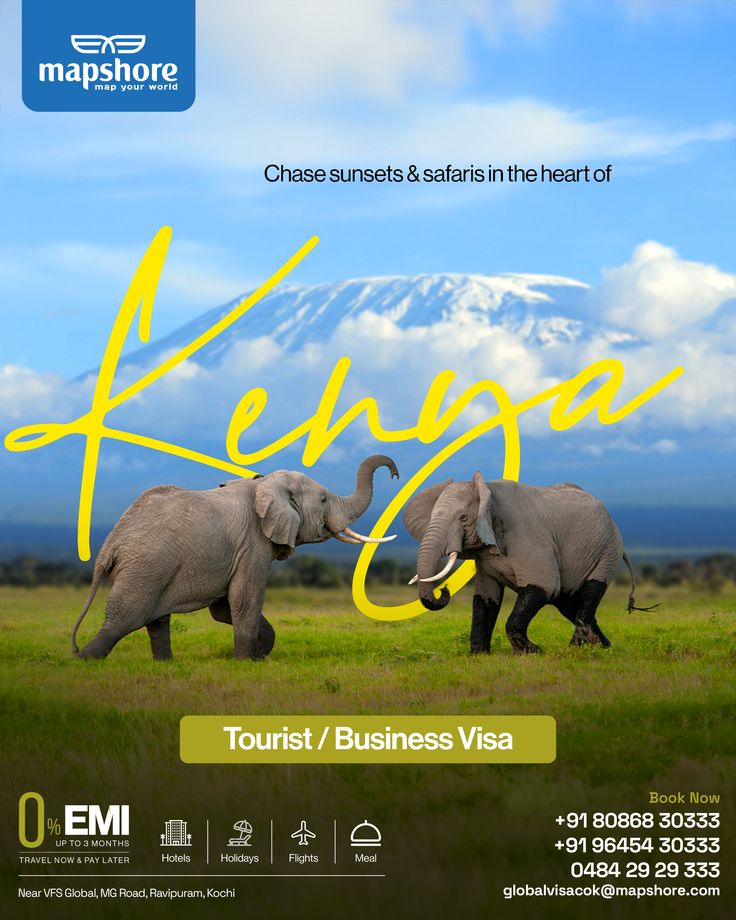 mapshore
map your world
Chase sunsets & safaris in the heart of
Kenya
Tourist / Business Visa
0% EMI
UP TO 3 MONTHS
TRAVEL NOW & PAY LATER
Hotels
Holidays
Flights
Meal
Near VFS Global, MG Road, Ravipuram, Kochi
Book Now
+91 80868 30333
+91 96454 30333
0484 29 29 333
globalvisacok@mapshore.com